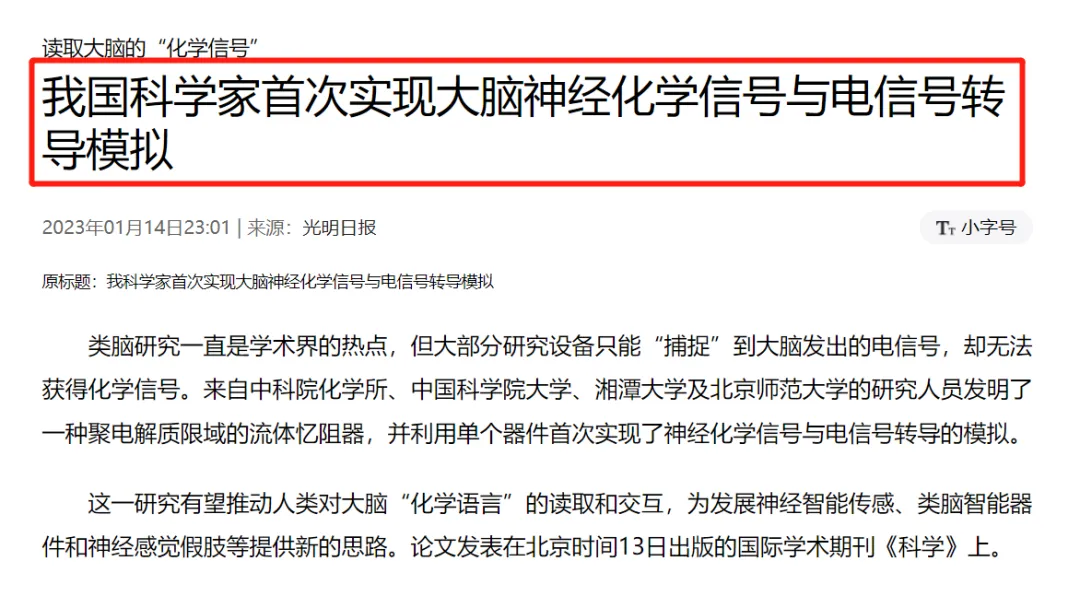 读取大脑的“化学信号”
我国科学家首次实现大脑神经化学信号与电信号转
导模拟
2023年01月14日23:01 | 来源：光明日报
TT 小字号
原标题：我科学家首次实现大脑神经化学信号与电信号转导模拟
类脑研究一直是学术界的热点，但大部分研究设备只能“捕捉”到大脑发出的电信号，却无法
获得化学信号。来自中科院化学所、中国科学院大学、湘潭大学及北京师范大学的研究人员发明了
一种聚电解质限域的流体忆阻器，并利用单个器件首次实现了神经化学信号与电信号转导的模拟。
这一研究有望推动人类对大脑“化学语言”的读取和交互，为发展神经智能传感、类脑智能器
件和神经感觉假肢等提供新的思路。论文发表在北京时间13日出版的国际学术期刊《科学》上。